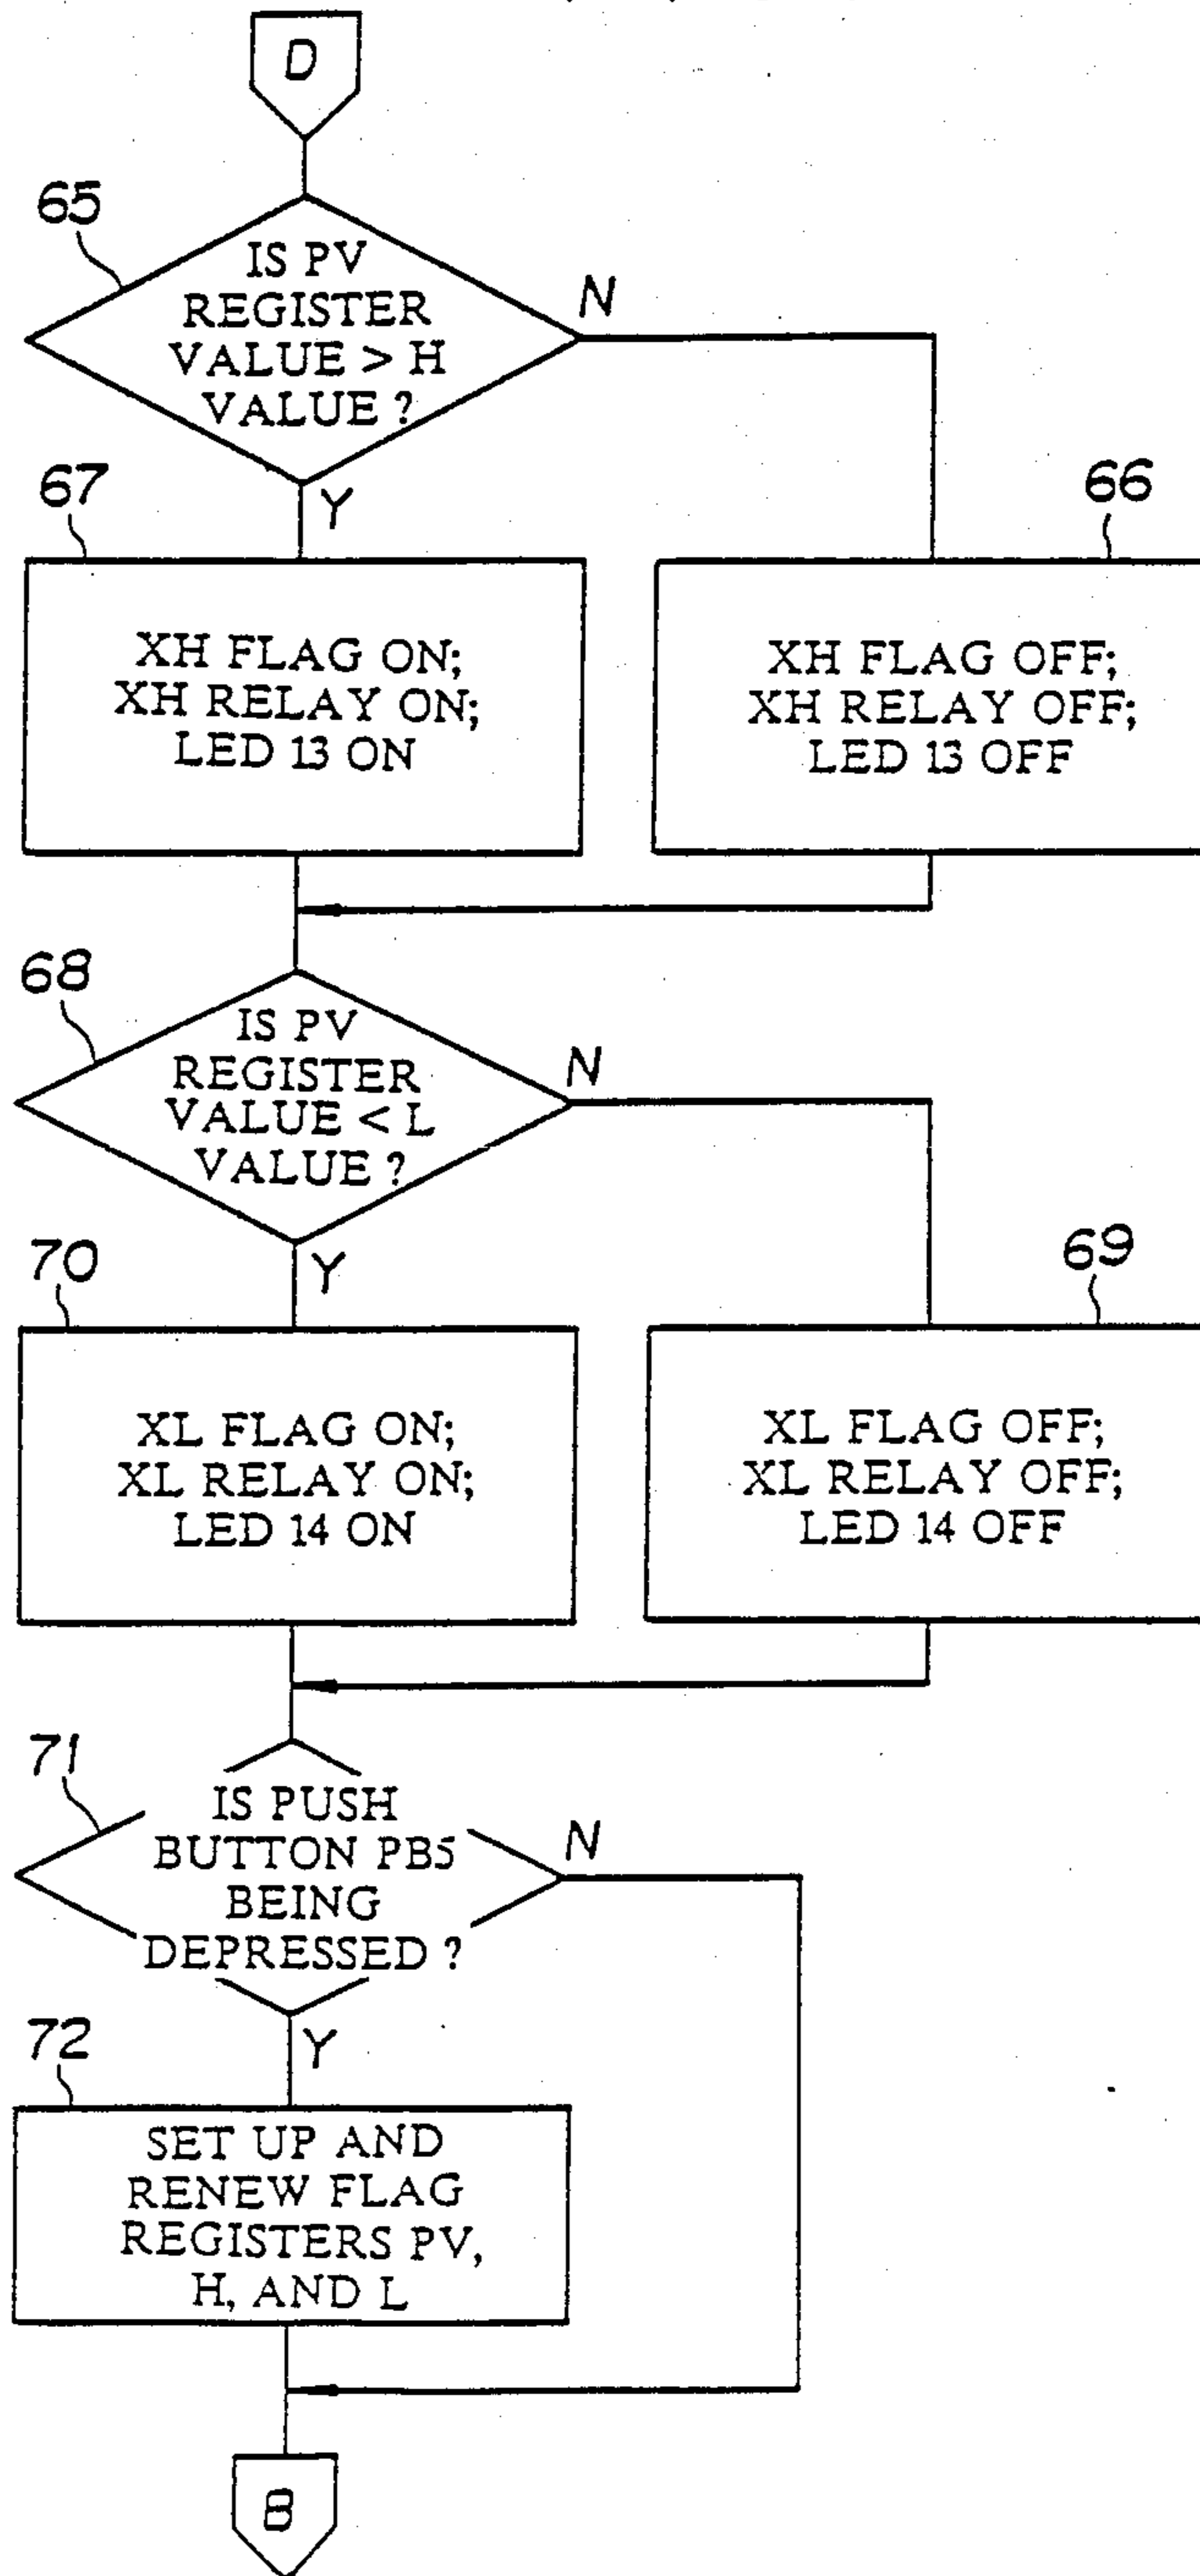 D
65
IS PV
REGISTER
VALUE > H
VALUE ?
N
Y
67
XH FLAG ON;
XH RELAY ON;
LED 13 ON
66
XH FLAG OFF;
XH RELAY OFF;
LED 13 OFF
68
IS PV
REGISTER
VALUE < L
VALUE ?
N
Y
70
XL FLAG ON;
XL RELAY ON;
LED 14 ON
69
XL FLAG OFF;
XL RELAY OFF;
LED 14 OFF
71
IS PUSH
BUTTON PB5
BEING
DEPRESSED ?
N
Y
72
SET UP AND
RENEW FLAG
REGISTERS PV,
H, AND L
B